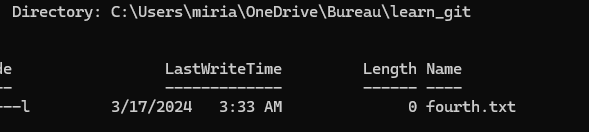 Directory: C:\Users\miria\OneDrive\Bureau\learn_git
de LastWriteTime Length Name
-- ------------- ------ ----
---l 3/17/2024 3:33 AM 0 fourth.txt